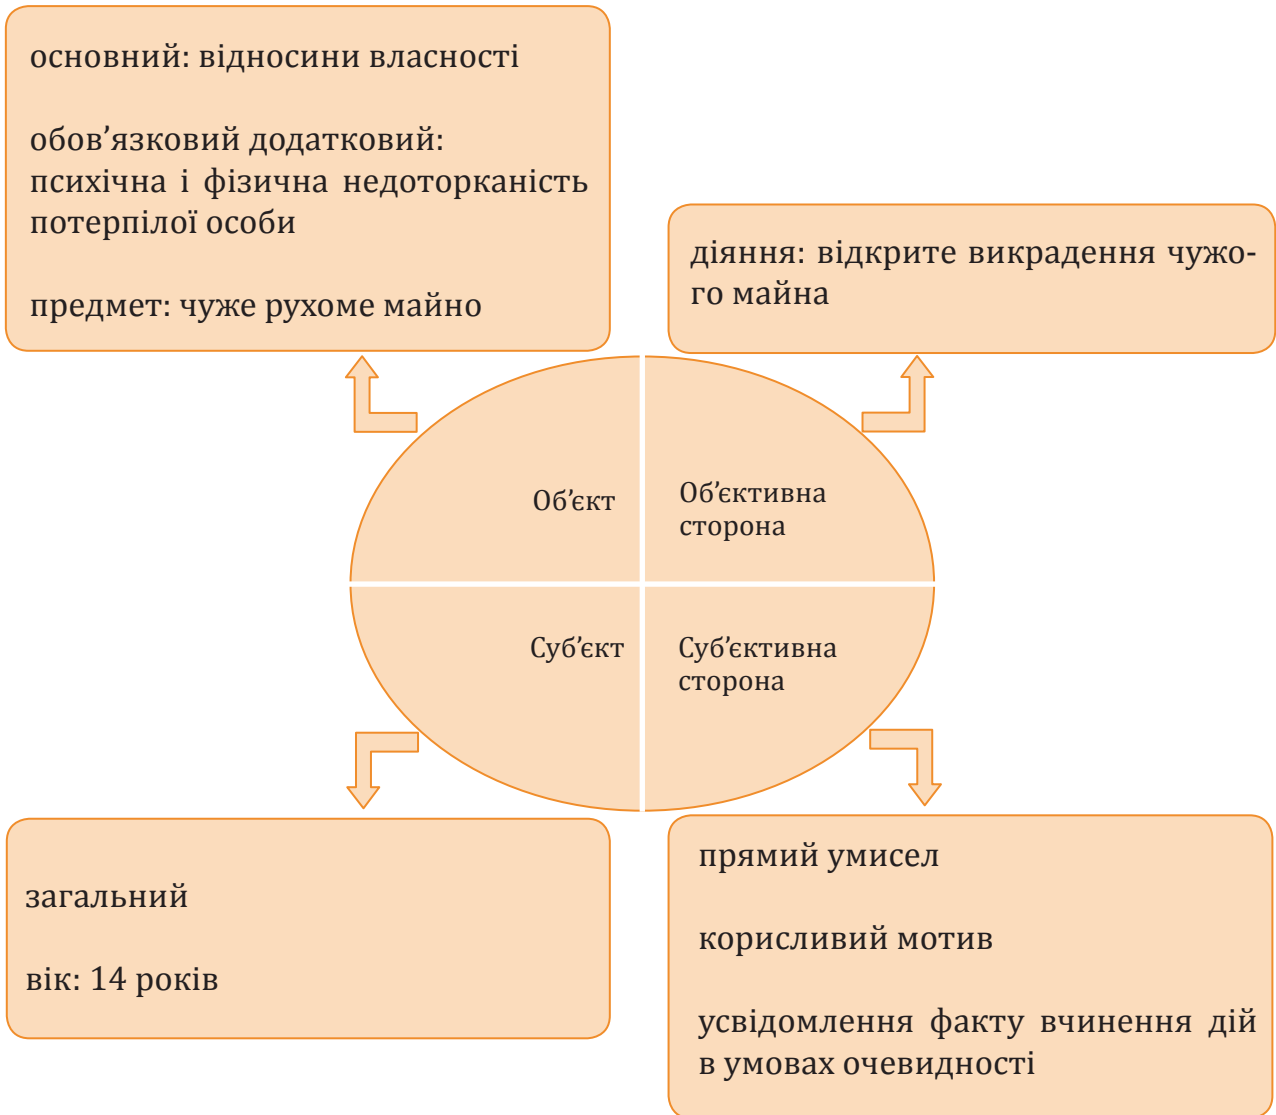 основний: відносини власності
обов’язковий додатковий:
психічна і фізична недоторканість
потерпілої особи
предмет: чуже рухоме майно
діяння: відкрите викрадення чужо-
го майна
Об’єкт
Об’єктивна
сторона
Суб’єкт
Суб’єктивна
сторона
загальний
вік: 14 років
прямий умисел
корисливий мотив
усвідомлення факту вчинення дій
в умовах очевидності